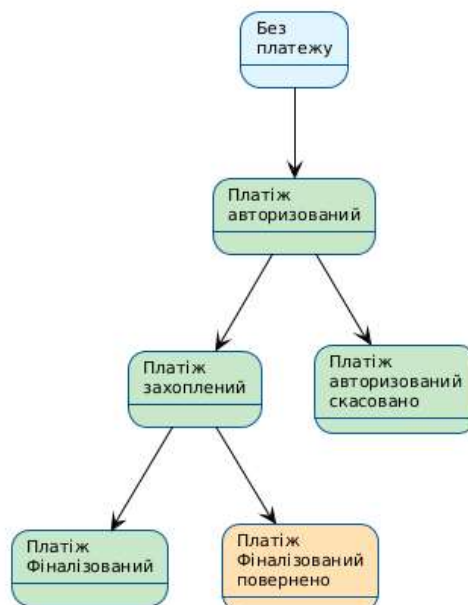 Без
платежу
Платіж
авторизований
Платіж
захоплений
Платіж
авторизований
скасовано
Платіж
Фіналізований
Платіж
Фіналізований
повернено